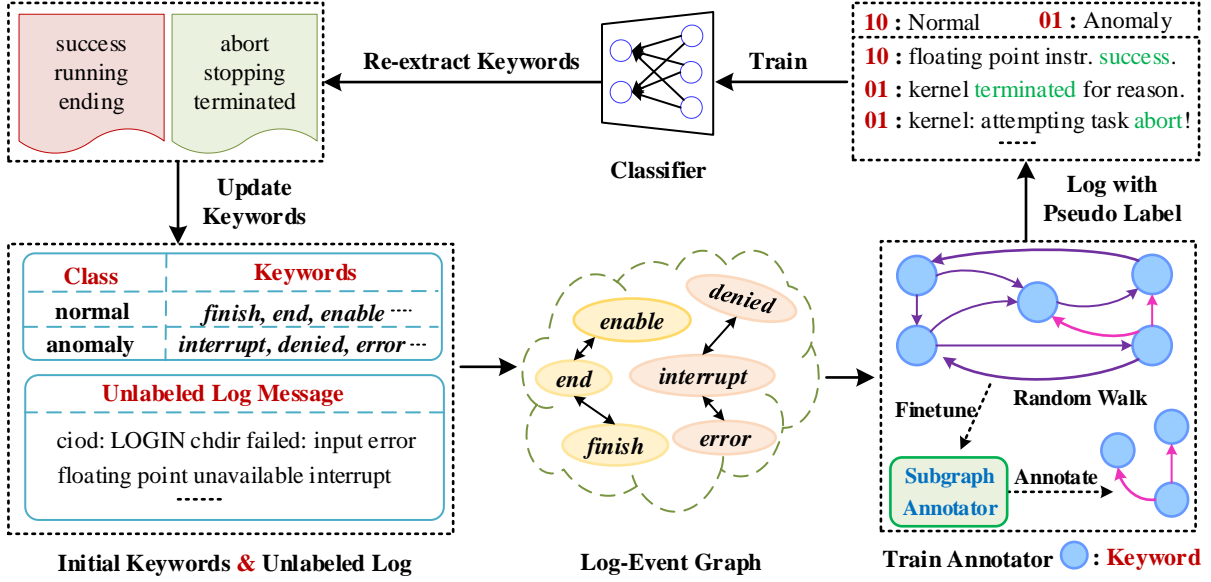 success
running
ending
abort
stopping
terminated
Re-extract Keywords
Classifier
Train
10 : Normal
01 : Anomaly
10 : floating point instr. success.
01 : kernel terminated for reason.
01 : kernel: attempting task abort!
Update
Keywords
Log with
Pseudo Label
Class
Keywords
normal
finish, end, enable
anomaly
interrupt, denied, error
Unlabeled Log Message
ciod: LOGIN chdir failed: input error
floating point unavailable interrupt
Initial Keywords & Unlabeled Log
enable
end
finish
denied
interrupt
error
Log-Event Graph
Finetune
Random Walk
Subgraph
Annotator
Annotate
Train Annotator
: Keyword